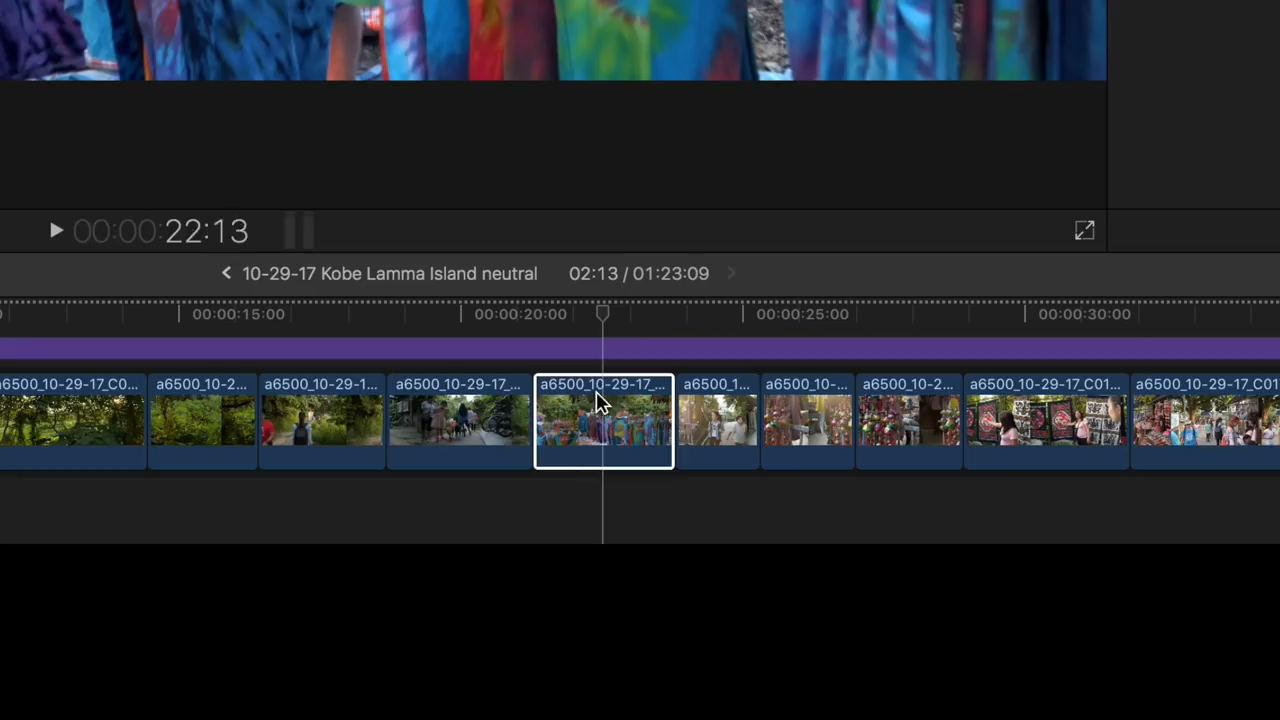 00:00:22:13
10-29-17 Kobe Lamma Island neutral 02:13 / 01:23:09
0 00:00:15:00 00:00:20:00 00:00:25:00 00:00:30:00
a6500_10-29-17_C0... a6500_10-2... a6500_10-29-1... a6500_10-29-17_... a6500_10-29-17_... a6500_1... a6500_10-... a6500_10-2... a6500_10-29-17_C01... a6500_10-29-17_C01